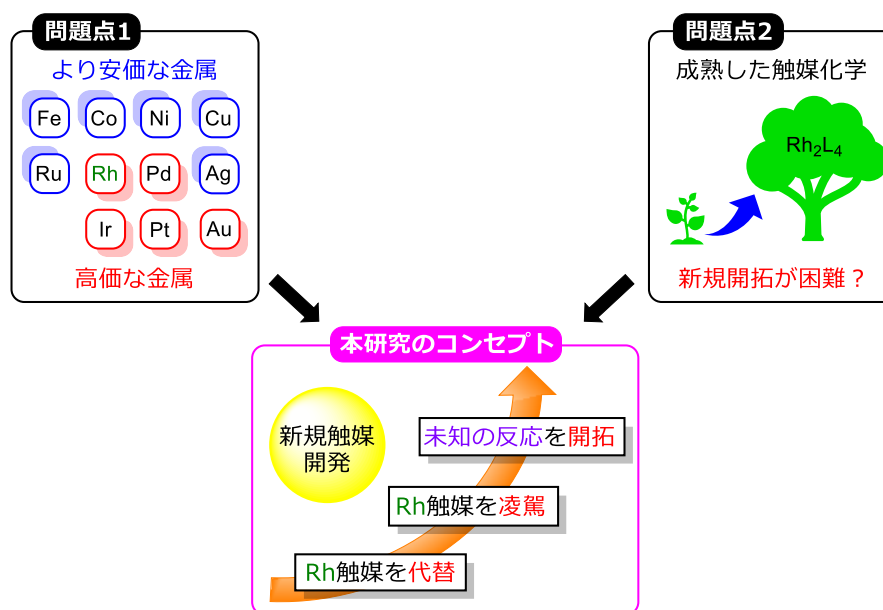 問題点1
より安価な金属
Fe Co Ni Cu
Ru Rh Pd Ag
Ir Pt Au
高価な金属
問題点2
成熟した触媒化学
Rh₂L₄
新規開拓が困難？
本研究のコンセプト
新規触媒
開発
未知の反応を開拓
Rh触媒を凌駕
Rh触媒を代替